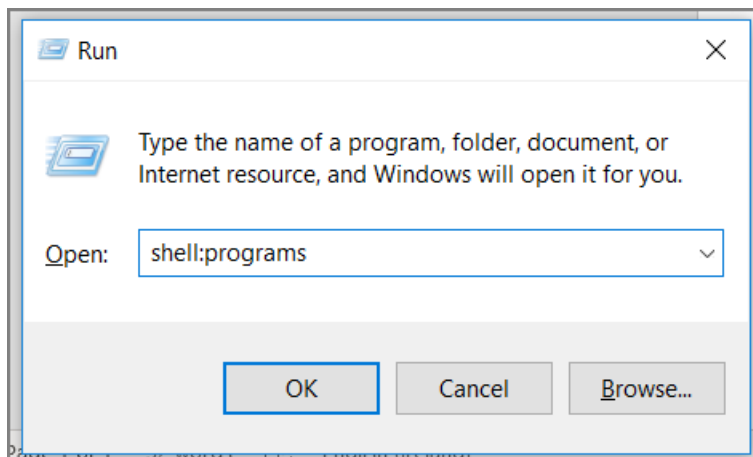 Run
Type the name of a program, folder, document, or
Internet resource, and Windows will open it for you.
Open: shell:programs
OK Cancel Browse...